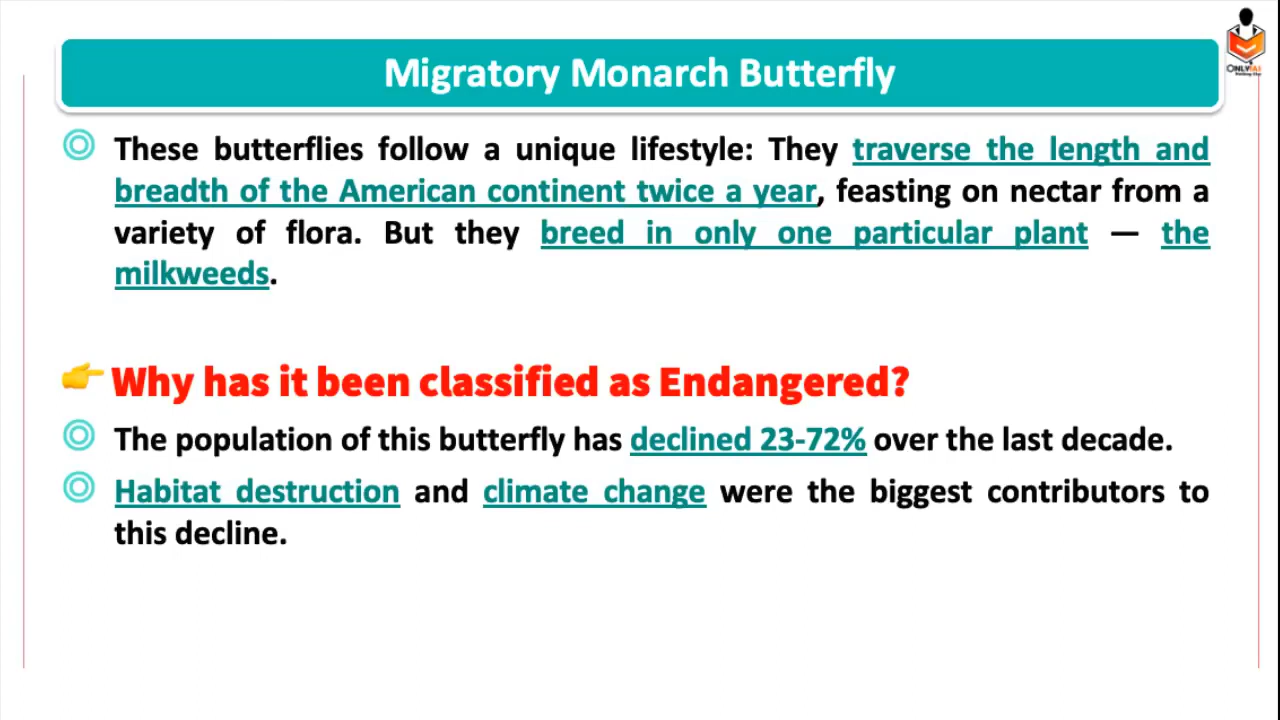 Migratory Monarch Butterfly
These butterflies follow a unique lifestyle: They traverse the length and
breadth of the American continent twice a year, feasting on nectar from a
variety of flora. But they breed in only one particular plant — the
milkweeds.
Why has it been classified as Endangered?
The population of this butterfly has declined 23-72% over the last decade.
Habitat destruction and climate change were the biggest contributors to
this decline.